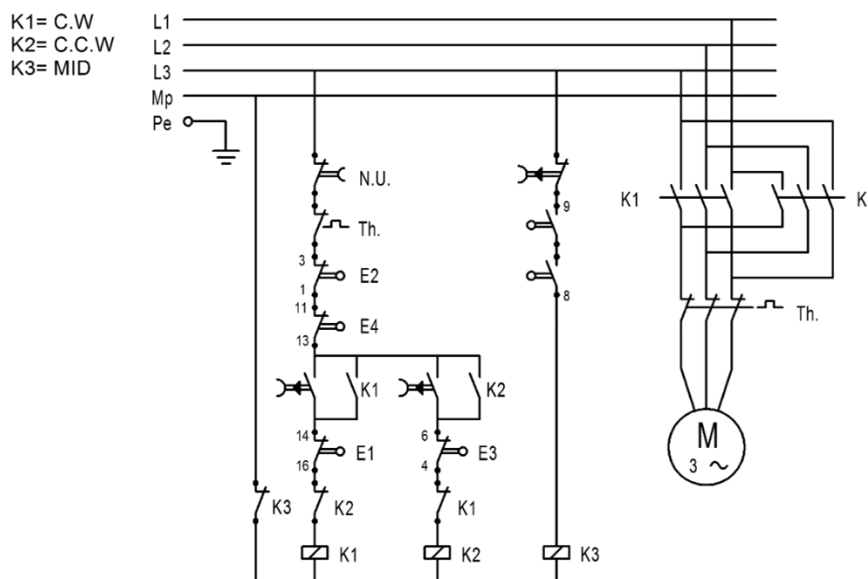 K1= C.W
K2= C.C.W
K3= MID
L1
L2
L3
Mp
Pe
N.U.
9
K1
K
Th.
3
E2
1
8
11
E4
Th.
13
K1
K2
14
E1
6
E3
M
3 ~
16
4
K3
K2
K1
K1
K2
K3